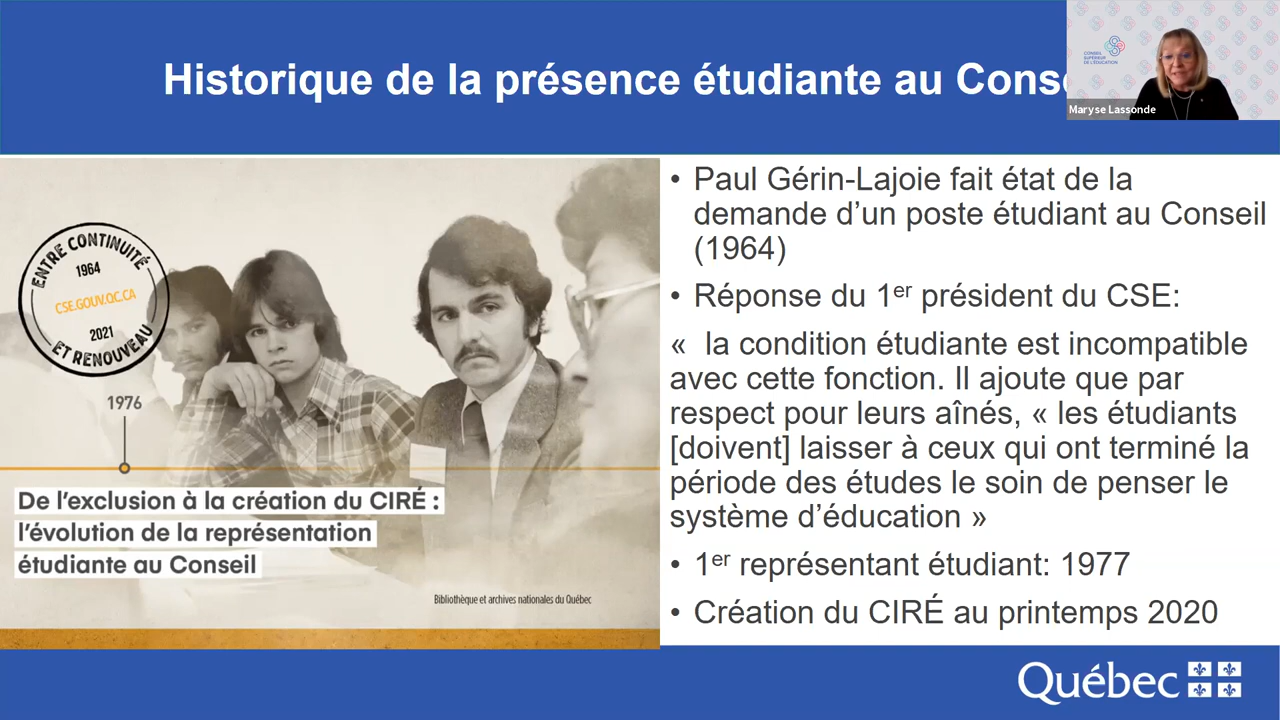 Historique de la présence étudiante au Conse
CONSEIL
SUPÉRIEUR
DE L'ÉDUCATION
Maryse Lassonde
ENTRE CONTINUITÉ
1964
CSE.GOUV.QC.CA
2021
ET RENOUVEAU
1976
De l'exclusion à la création du CIRÉ :
l'évolution de la représentation
étudiante au Conseil
Bibliothèque et archives nationales du Québec
• Paul Gérin-Lajoie fait état de la
demande d'un poste étudiant au Conseil
(1964)
• Réponse du 1er président du CSE:
«  la condition étudiante est incompatible
avec cette fonction. Il ajoute que par
respect pour leurs aînés, « les étudiants
[doivent] laisser à ceux qui ont terminé la
période des études le soin de penser le
système d'éducation »
• 1er représentant étudiant: 1977
• Création du CIRÉ au printemps 2020
Québec